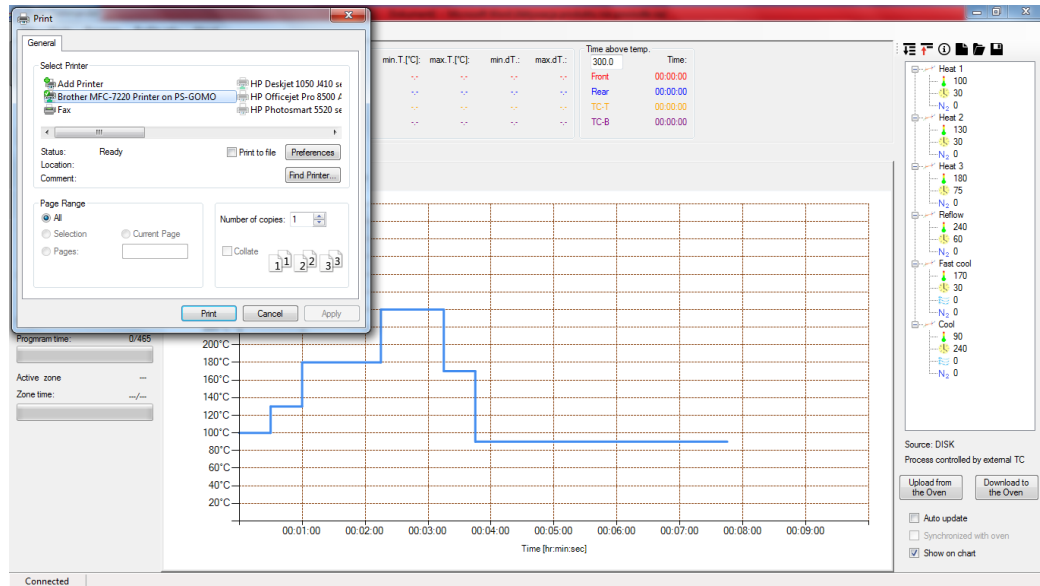 Print
General
Select Printer
Add Printer
HP Deskjet 1050 J410 se
Brother MFC-7220 Printer on PS-GOMO
HP Officejet Pro 8500 A
Fax
HP Photosmart 5520 se
Status: Ready
Print to file
Preferences
Location:
Comment:
Find Printer...
Page Range
All
Number of copies: 1
Selection
Current Page
Pages:
Collate
11 22 33
Print Cancel Apply
min.T.[°C]: max.T.[°C]: min.dT.: max.dT.:
-.- -.- -.- -.-
-.- -.- -.- -.-
-.- -.- -.- -.-
-.- -.- -.- -.-
Time above temp.
300.0 Time:
Front 00:00:00
Rear 00:00:00
TC-T 00:00:00
TC-B 00:00:00
Progmram time: 0/465
Active zone ---
Zone time: ---/---
200°C
180°C
160°C
140°C
120°C
100°C
80°C
60°C
40°C
20°C
00:01:00 00:02:00 00:03:00 00:04:00 00:05:00 00:06:00 00:07:00 00:08:00 00:09:00
Time [hr:min:sec]
Heat 1
100
30
N2 0
Heat 2
130
30
N2 0
Heat 3
180
75
N2 0
Reflow
240
60
N2 0
Fast cool
170
30
0
N2 0
Cool
90
240
0
N2 0
Source: DISK
Process controlled by external TC
Upload from
the Oven
Download to
the Oven
Auto update
Synchronized with oven
Show on chart
Connected